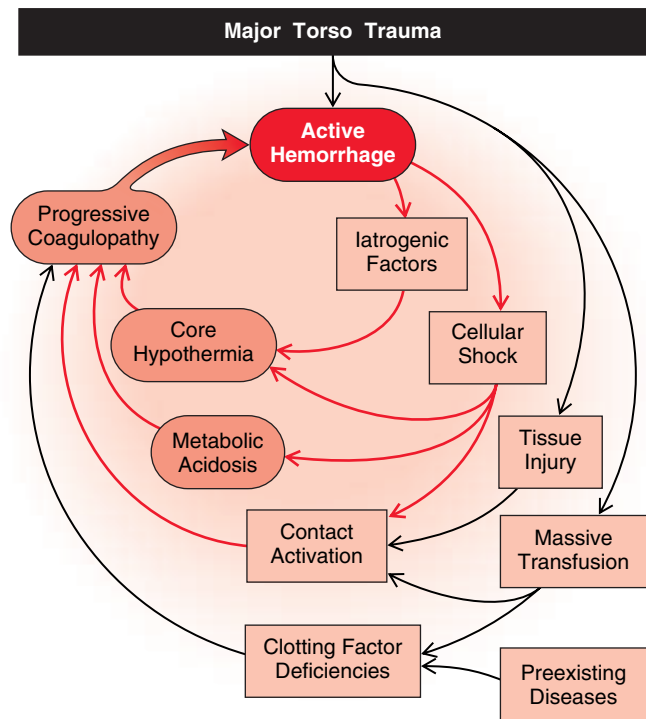 Major Torso Trauma
Active
Hemorrhage
Progressive
Coagulopathy
Iatrogenic
Factors
Core
Hypothermia
Cellular
Shock
Metabolic
Acidosis
Tissue
Injury
Contact
Activation
Massive
Transfusion
Clotting Factor
Deficiencies
Preexisting
Diseases